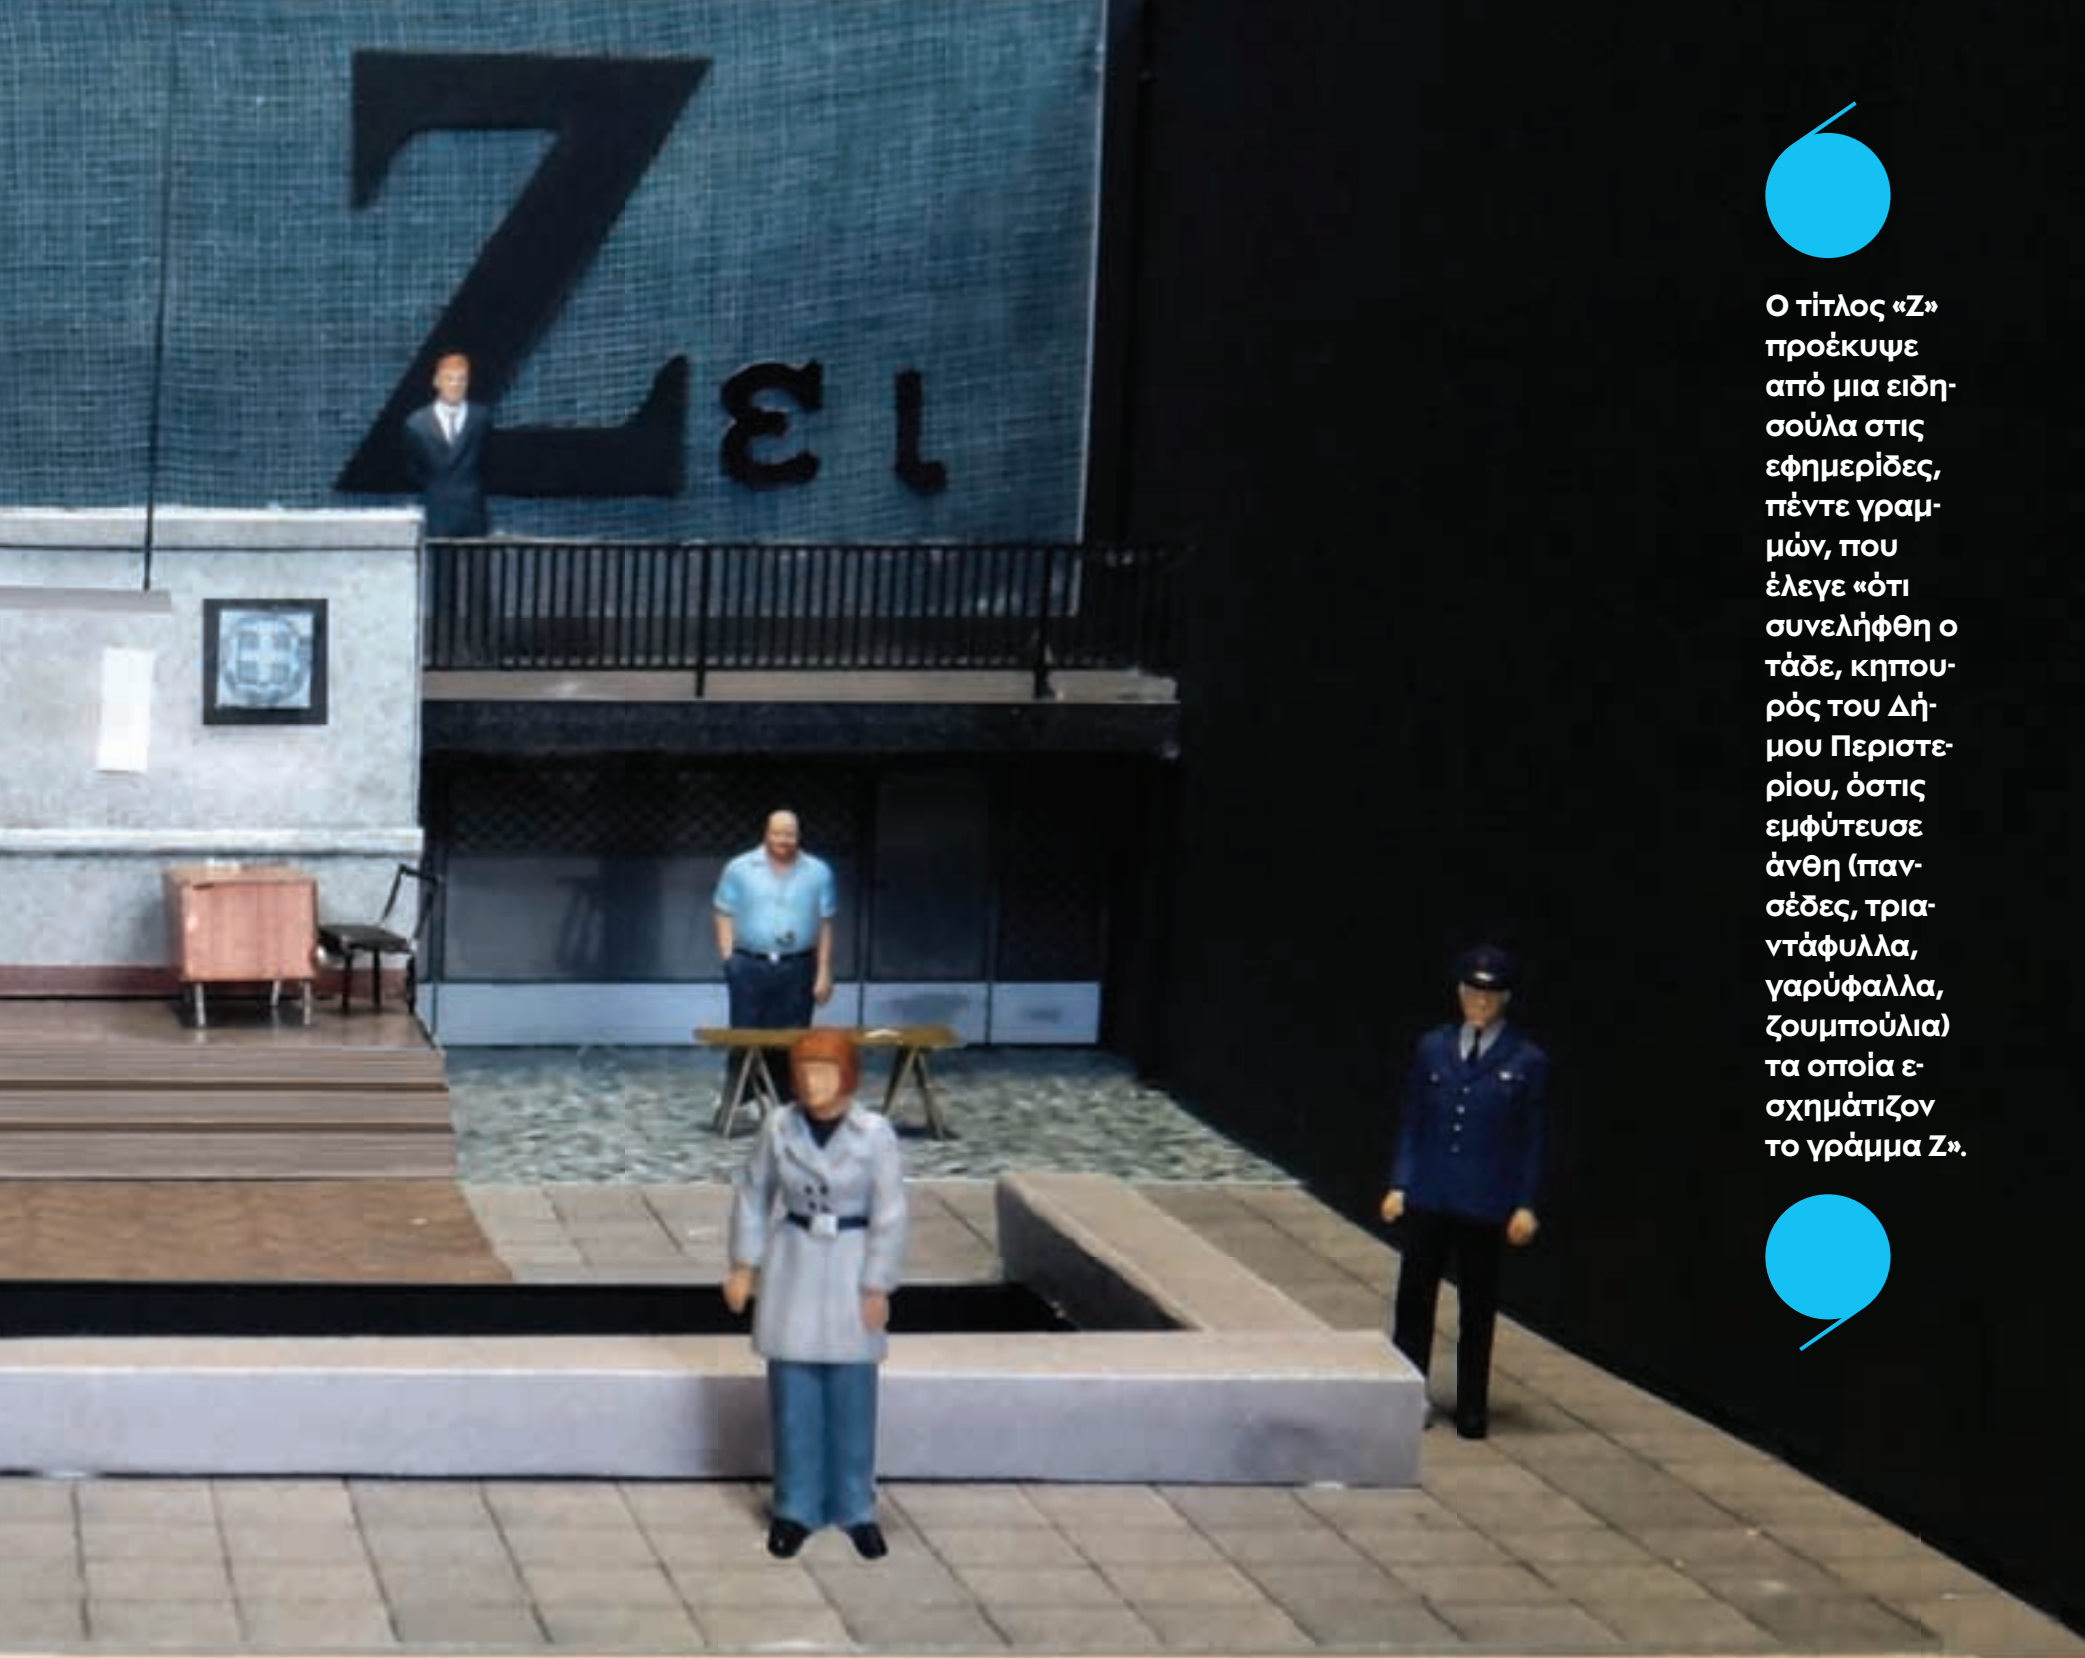 Ζει
Ο τίτλος «Ζ»
προέκυψε
από μια ειδη-
σούλα στις
εφημερίδες,
πέντε γραμ-
μών, που
έλεγε «ότι
συνελήφθη ο
τάδε, κηπου-
ρός του Δή-
μου Περιστε-
ρίου, όστις
εμφύτευσε
άνθη (παν-
σέδες, τρια-
ντάφυλλα,
γαρύφαλλα,
ζουμπούλια)
τα οποία ε-
σχημάτιζον
το γράμμα Ζ».